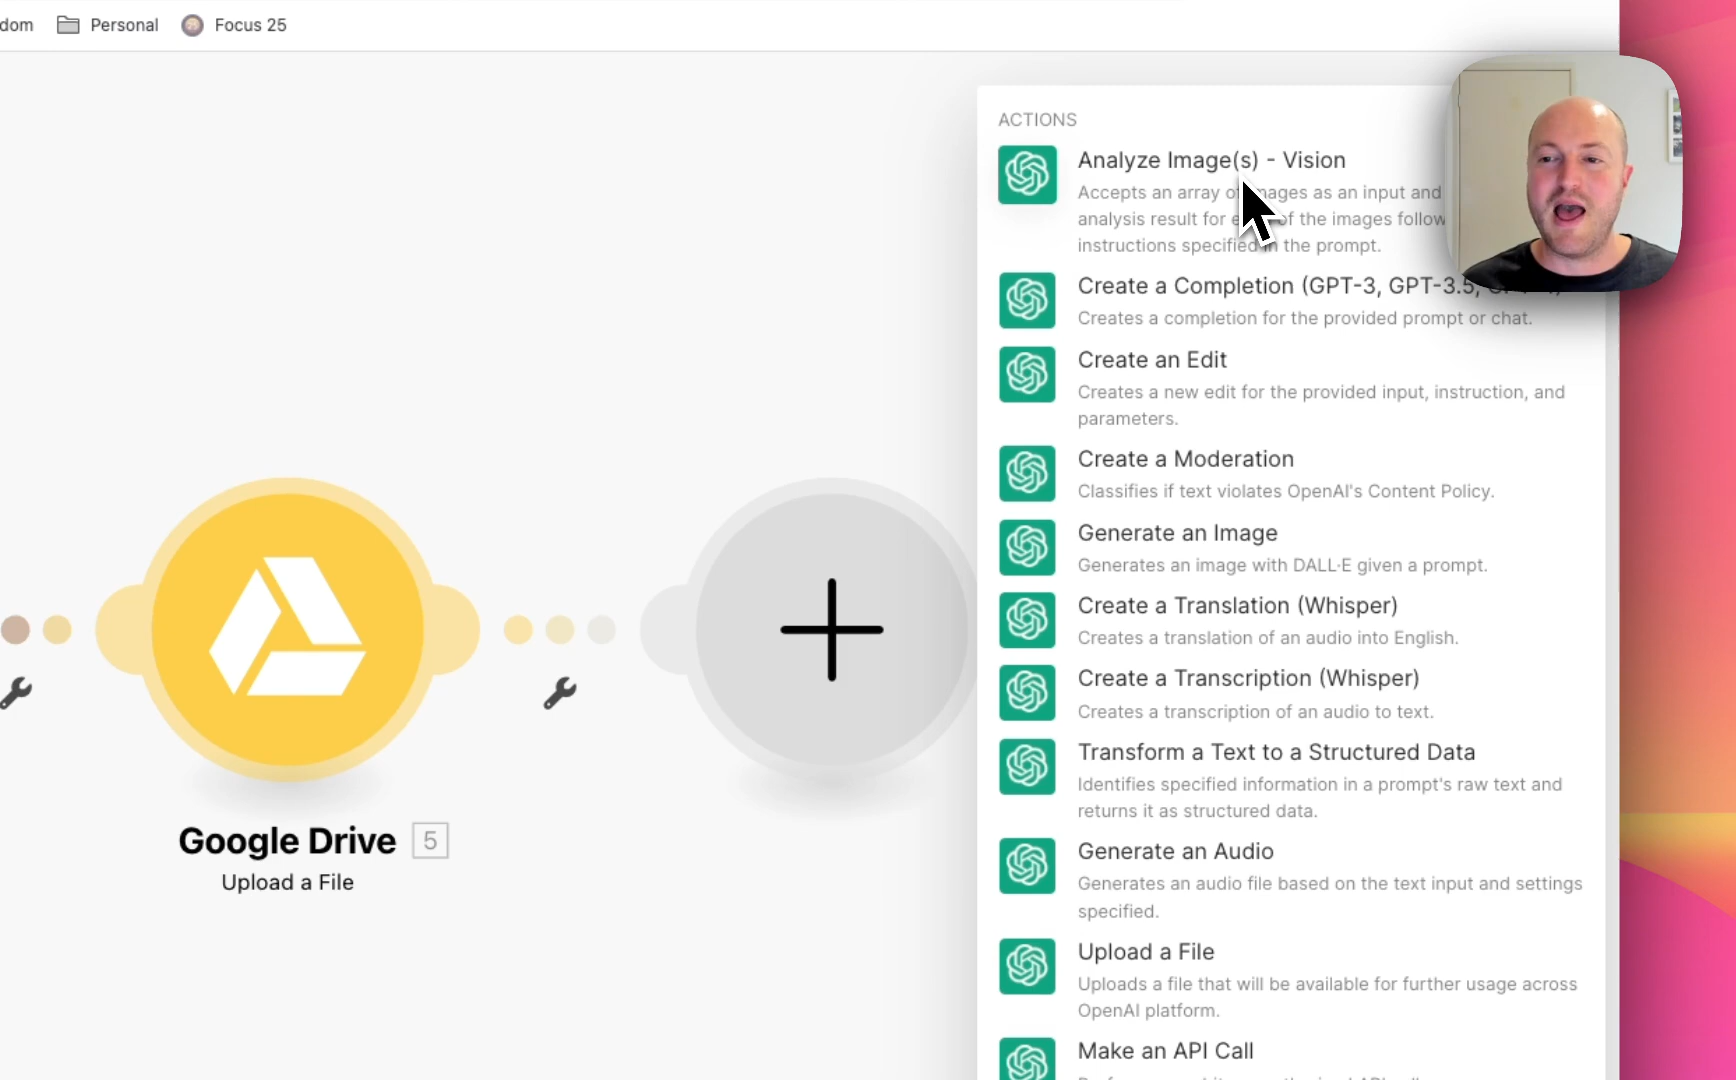 dom Personal Focus 25
ACTIONS
Analyze Image(s) - Vision
Accepts an array of images as an input and
analysis result for of the images follow
instructions specified in the prompt.
Create a Completion (GPT-3, GPT-3.5,
Creates a completion for the provided prompt or chat.
Create an Edit
Creates a new edit for the provided input, instruction, and
parameters.
Create a Moderation
Classifies if text violates OpenAI's Content Policy.
Generate an Image
Generates an image with DALL·E given a prompt.
Create a Translation (Whisper)
Creates a translation of an audio into English.
Create a Transcription (Whisper)
Creates a transcription of an audio to text.
Transform a Text to a Structured Data
Identifies specified information in a prompt's raw text and
returns it as structured data.
Generate an Audio
Generates an audio file based on the text input and settings
specified.
Upload a File
Uploads a file that will be available for further usage across
OpenAI platform.
Make an API Call
Google Drive 5
Upload a File